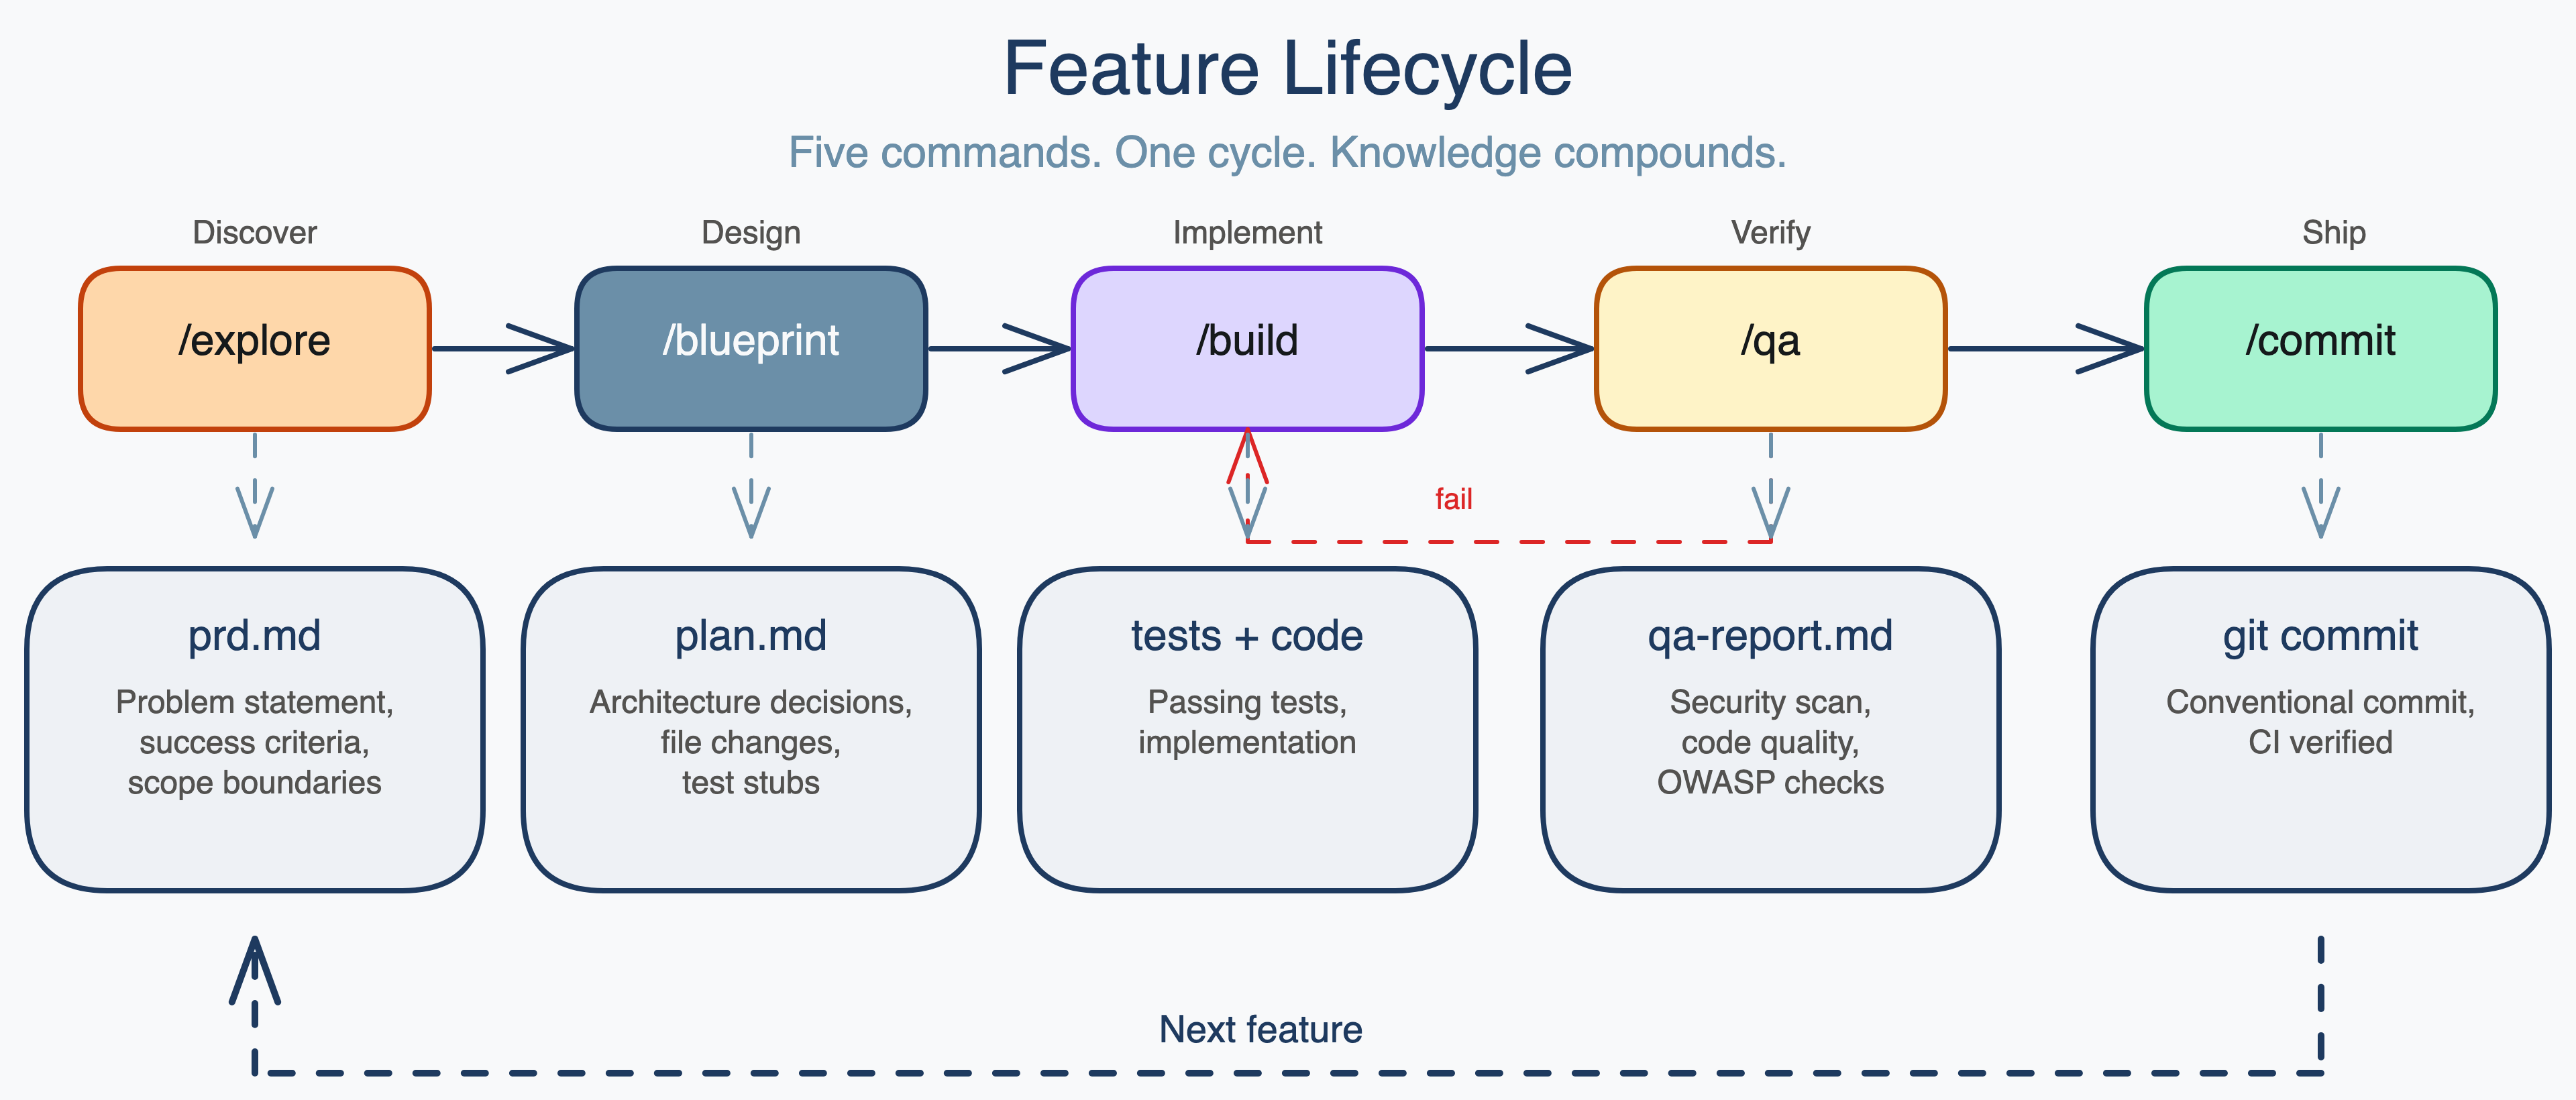 Feature Lifecycle
Five commands. One cycle. Knowledge compounds.
Discover
Design
Implement
Verify
Ship
/explore
/blueprint
/build
/qa
/commit
fail
prd.md
Problem statement,
success criteria,
scope boundaries
plan.md
Architecture decisions,
file changes,
test stubs
tests + code
Passing tests,
implementation
qa-report.md
Security scan,
code quality,
OWASP checks
git commit
Conventional commit,
CI verified
Next feature